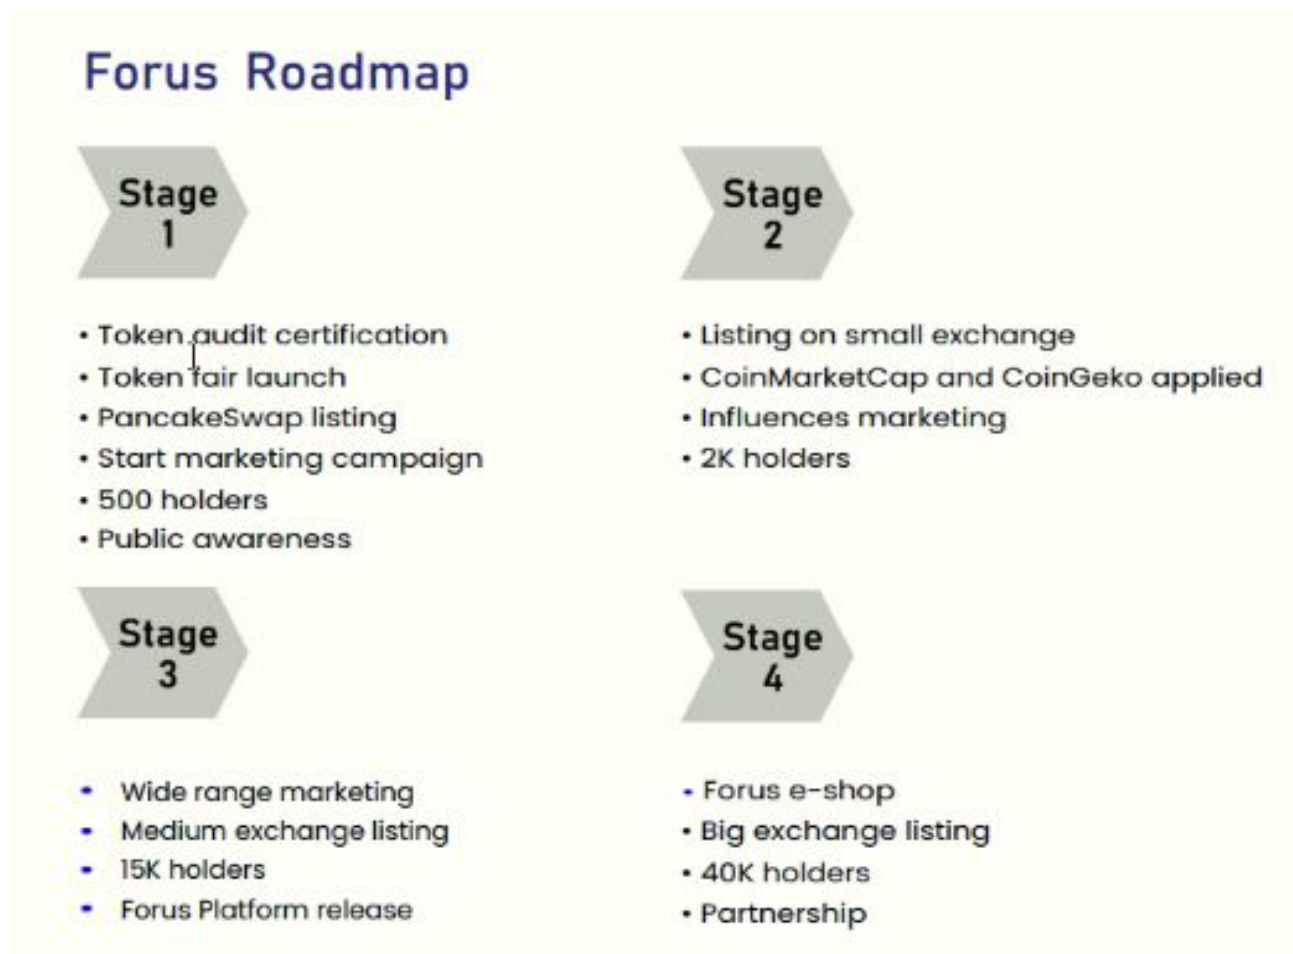 Forus Roadmap
Stage
1
• Token audit certification
• Token fair launch
• PancakeSwap listing
• Start marketing campaign
• 500 holders
• Public awareness
Stage
2
• Listing on small exchange
• CoinMarketCap and CoinGeko applied
• Influences marketing
• 2K holders
Stage
3
• Wide range marketing
• Medium exchange listing
• 15K holders
• Forus Platform release
Stage
4
• Forus e-shop
• Big exchange listing
• 40K holders
• Partnership